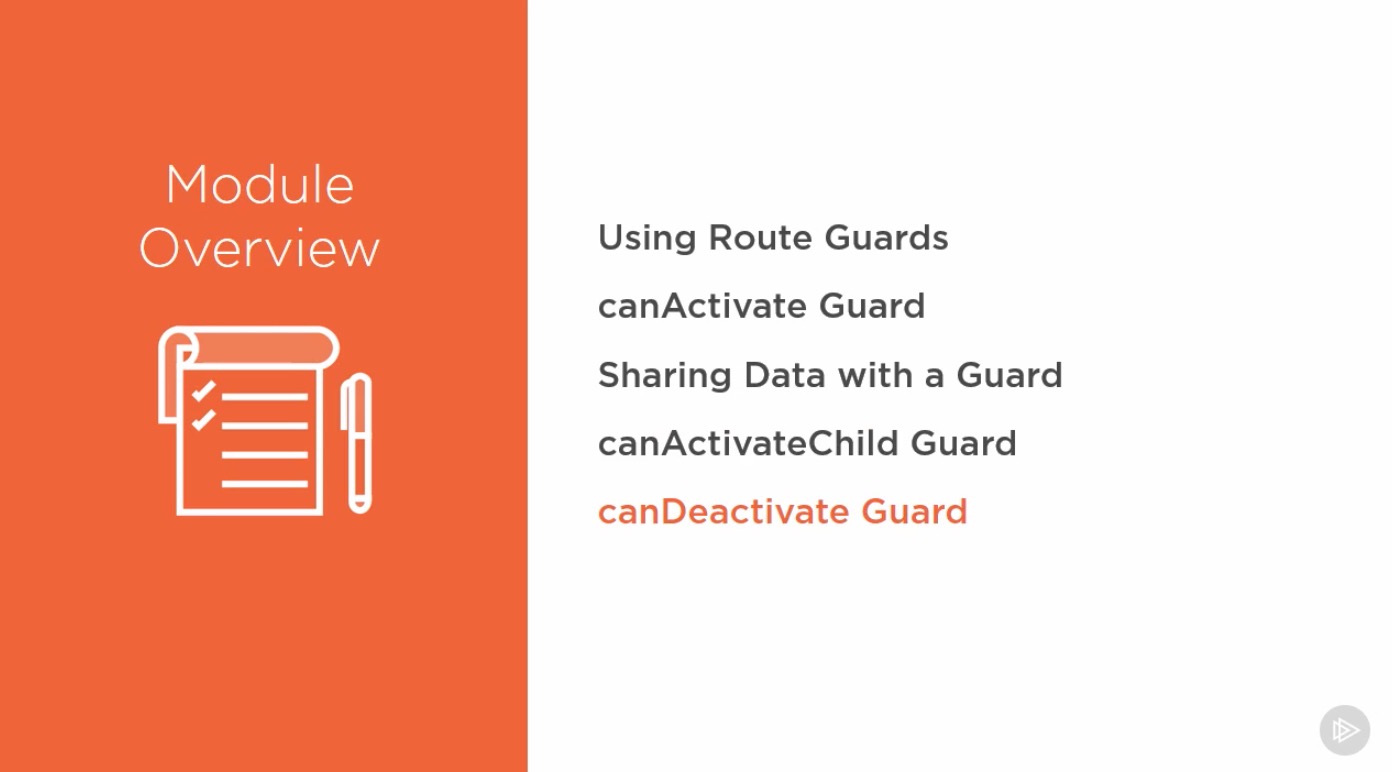 Module
Overview
Using Route Guards
canActivate Guard
Sharing Data with a Guard
canActivateChild Guard
canDeactivate Guard